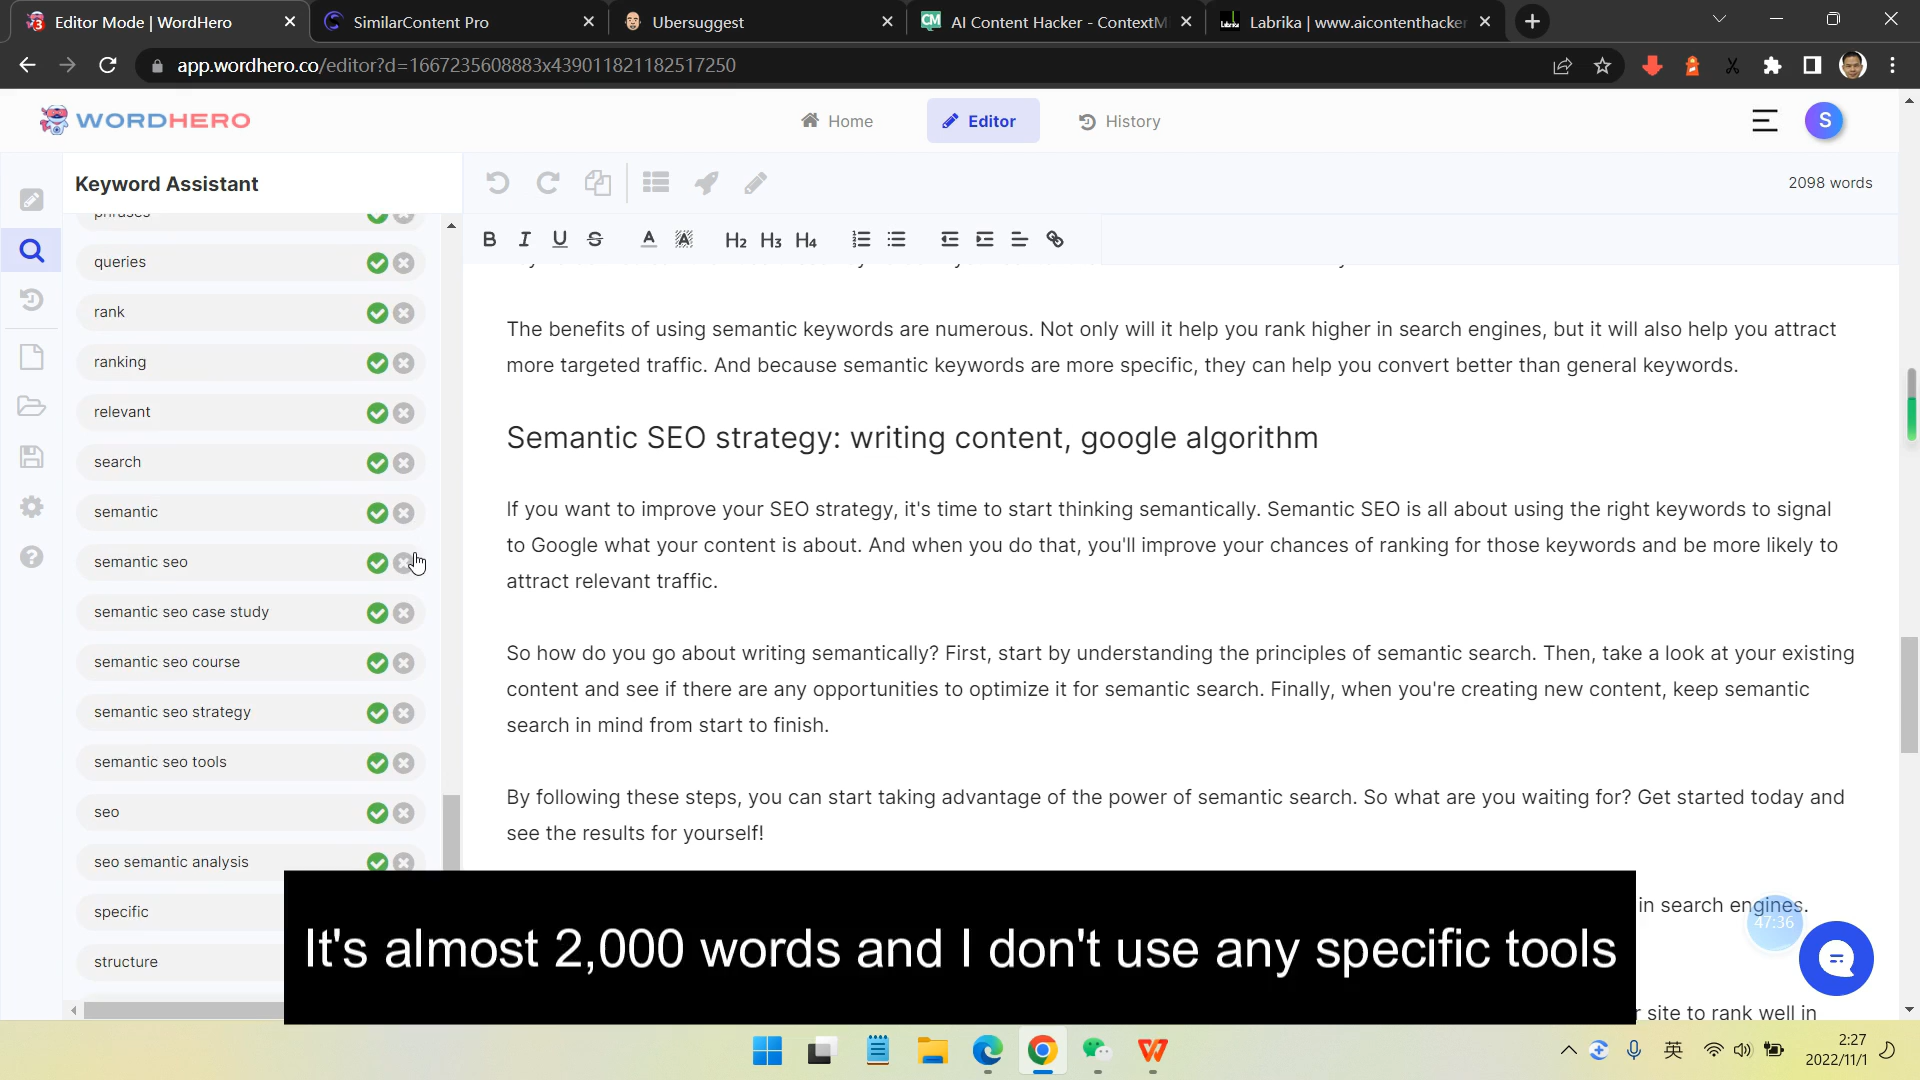 Editor Mode | WordHero
SimilarContent Pro
Ubersuggest
AI Content Hacker - ContextM
Labrika | www.aicontenthacker
app.wordhero.co/editor?d=1667235608883x439011821182517250
WORDHERO
Home
Editor
History
S
Keyword Assistant
2098 words
B I U S A A H2 H3 H4
phrases
queries
rank
ranking
relevant
search
semantic
semantic seo
semantic seo case study
semantic seo course
semantic seo strategy
semantic seo tools
seo
seo semantic analysis
specific
structure
The benefits of using semantic keywords are numerous. Not only will it help you rank higher in search engines, but it will also help you attract
more targeted traffic. And because semantic keywords are more specific, they can help you convert better than general keywords.
Semantic SEO strategy: writing content, google algorithm
If you want to improve your SEO strategy, it's time to start thinking semantically. Semantic SEO is all about using the right keywords to signal
to Google what your content is about. And when you do that, you'll improve your chances of ranking for those keywords and be more likely to
attract relevant traffic.
So how do you go about writing semantically? First, start by understanding the principles of semantic search. Then, take a look at your existing
content and see if there are any opportunities to optimize it for semantic search. Finally, when you're creating new content, keep semantic
search in mind from start to finish.
By following these steps, you can start taking advantage of the power of semantic search. So what are you waiting for? Get started today and
see the results for yourself!
in search engines.
47:36
site to rank well in
It's almost 2,000 words and I don't use any specific tools
英
2:27
2022/11/1